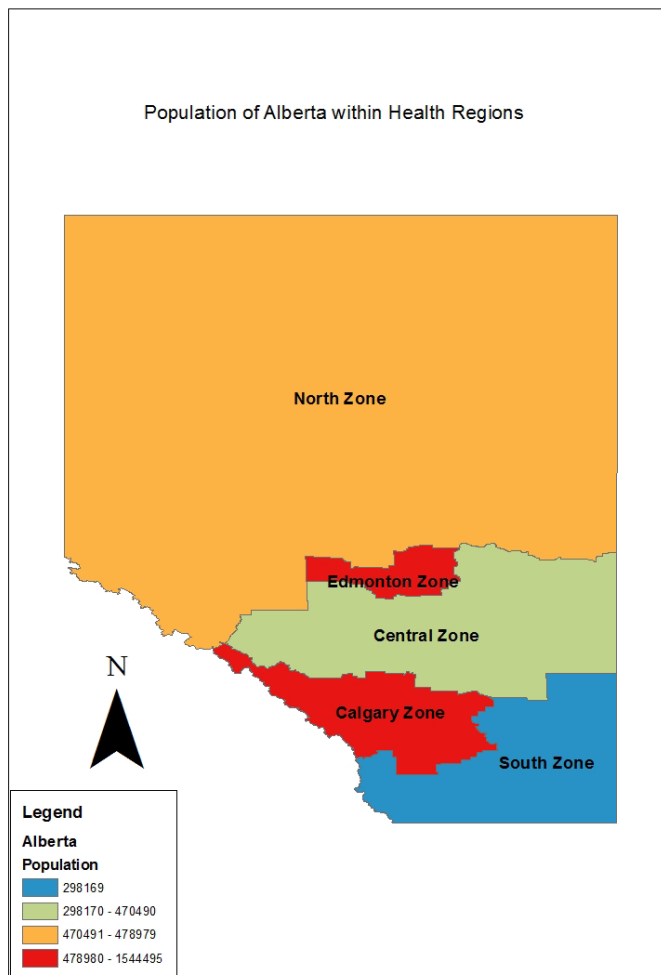 Population of Alberta within Health Regions
North Zone
Edmonton Zone
Central Zone
N
Calgary Zone
South Zone
Legend
Alberta
Population
298169
298170 - 470490
470491 - 478979
478980 - 1544495